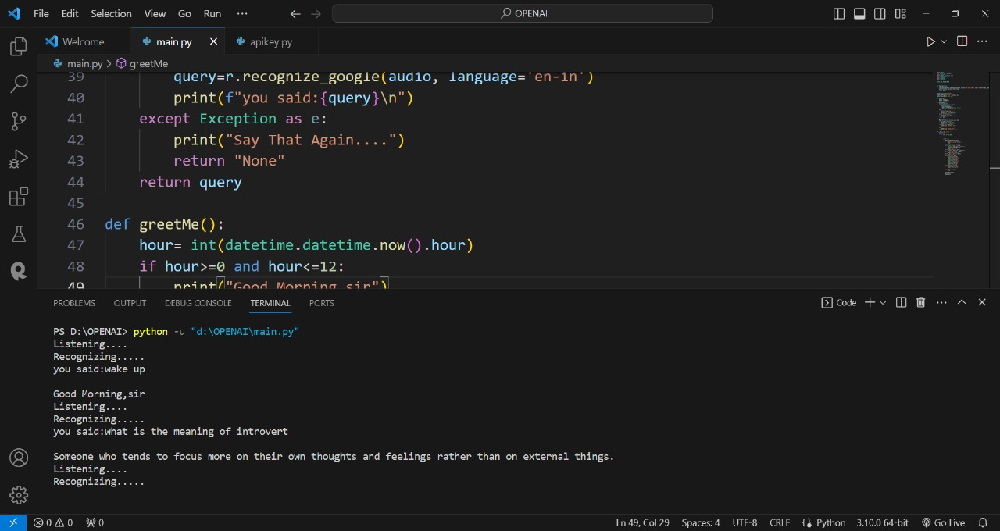 File Edit Selection View Go Run ··· OPENAI
Welcome main.py apikey.py
main.py > greetMe
39 query=r.recognize_google(audio, language='en-in')
40 print(f"you said:{query}\n")
41 except Exception as e:
42 print("Say That Again....")
43 return "None"
44 return query
45
46 def greetMe():
47 hour= int(datetime.datetime.now().hour)
48 if hour>=0 and hour<=12:
49 print("Good Morning,sir")
PROBLEMS OUTPUT DEBUG CONSOLE TERMINAL PORTS Code
PS D:\OPENAI> python -u "d:\OPENAI\main.py"
Listening....
Recognizing.....
you said:wake up
Good Morning,sir
Listening....
Recognizing.....
you said:what is the meaning of introvert
Someone who tends to focus more on their own thoughts and feelings rather than on external things.
Listening....
Recognizing.....
0 0 0 Ln 49, Col 29 Spaces: 4 UTF-8 CRLF Python 3.10.0 64-bit Go Live